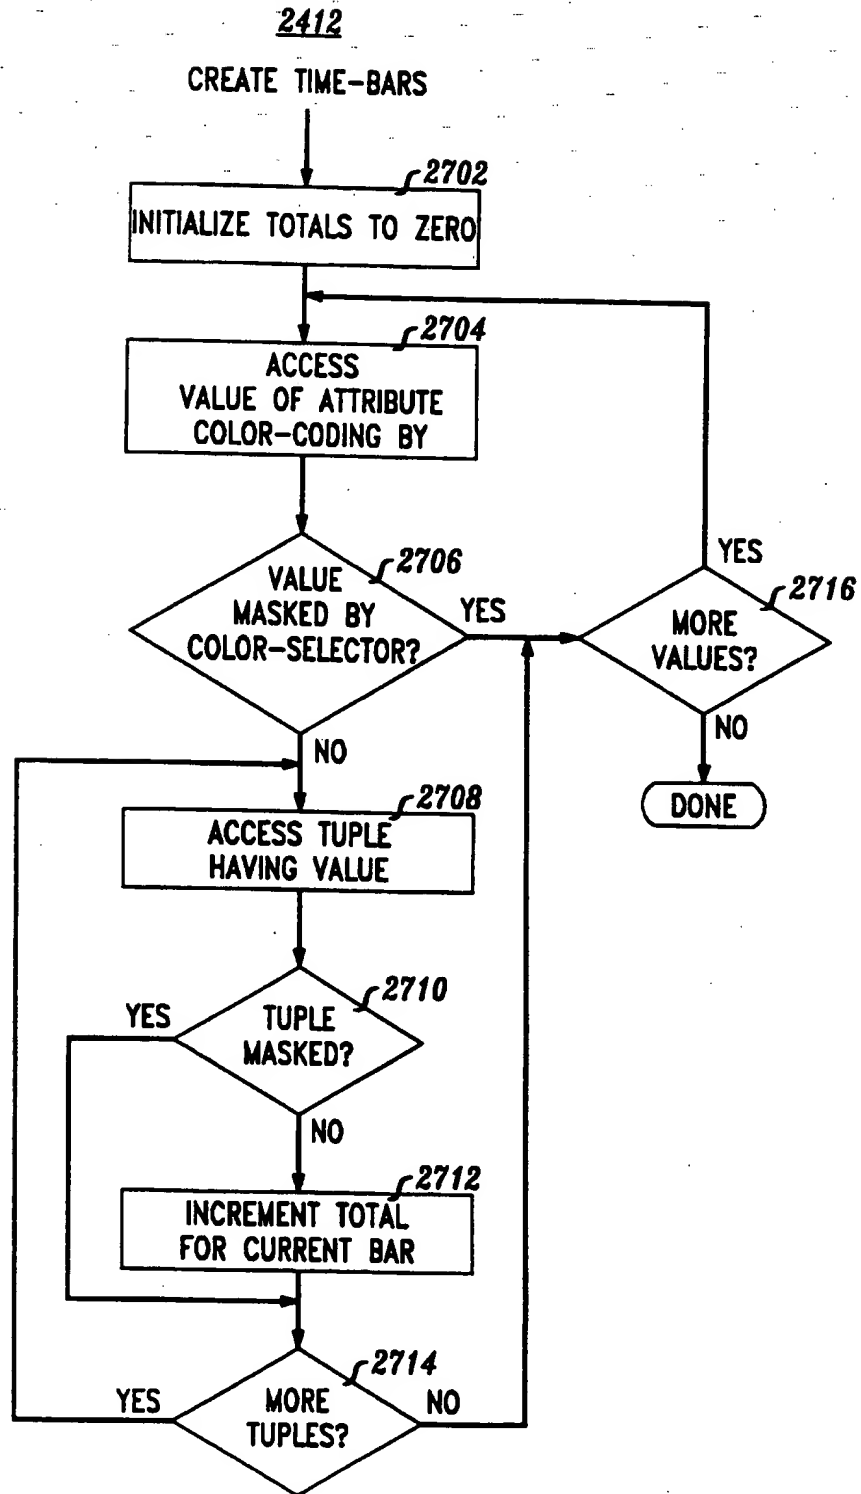 2412
CREATE TIME-BARS
2702
INITIALIZE TOTALS TO ZERO
2704
ACCESS
VALUE OF ATTRIBUTE
COLOR-CODING BY
2706
VALUE
MASKED BY
COLOR-SELECTOR?
YES
NO
YES
2716
MORE
VALUES?
NO
DONE
2708
ACCESS TUPLE
HAVING VALUE
2710
YES
TUPLE
MASKED?
NO
2712
INCREMENT TOTAL
FOR CURRENT BAR
2714
YES
MORE
TUPLES?
NO